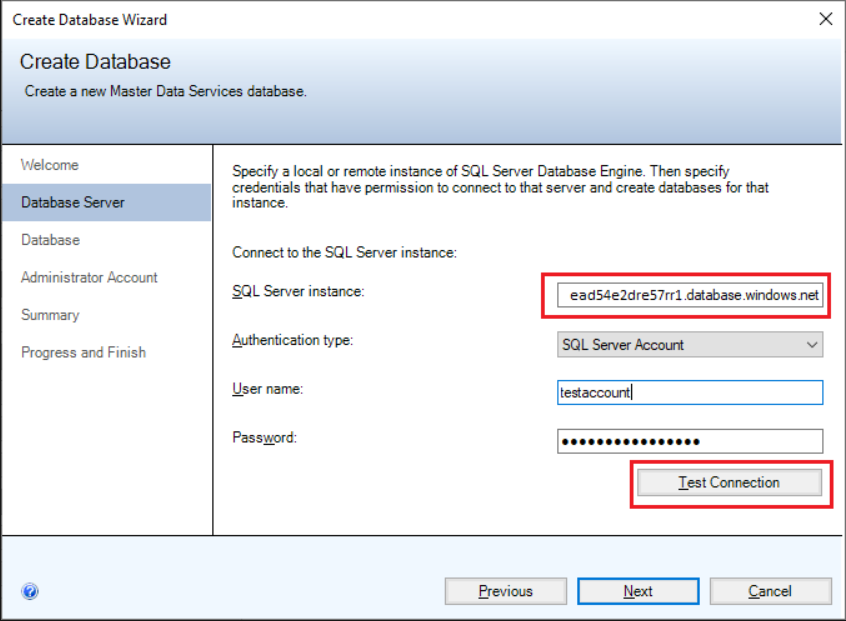 Create Database Wizard
Create Database
Create a new Master Data Services database.
Welcome
Database Server
Database
Administrator Account
Summary
Progress and Finish
Specify a local or remote instance of SQL Server Database Engine. Then specify
credentials that have permission to connect to that server and create databases for that
instance.
Connect to the SQL Server instance:
SQL Server instance: ead54e2dre57rr1.database.windows.net
Authentication type: SQL Server Account
User name: testaccount
Password: ●●●●●●●●●●●●●●●●
Test Connection
Previous Next Cancel